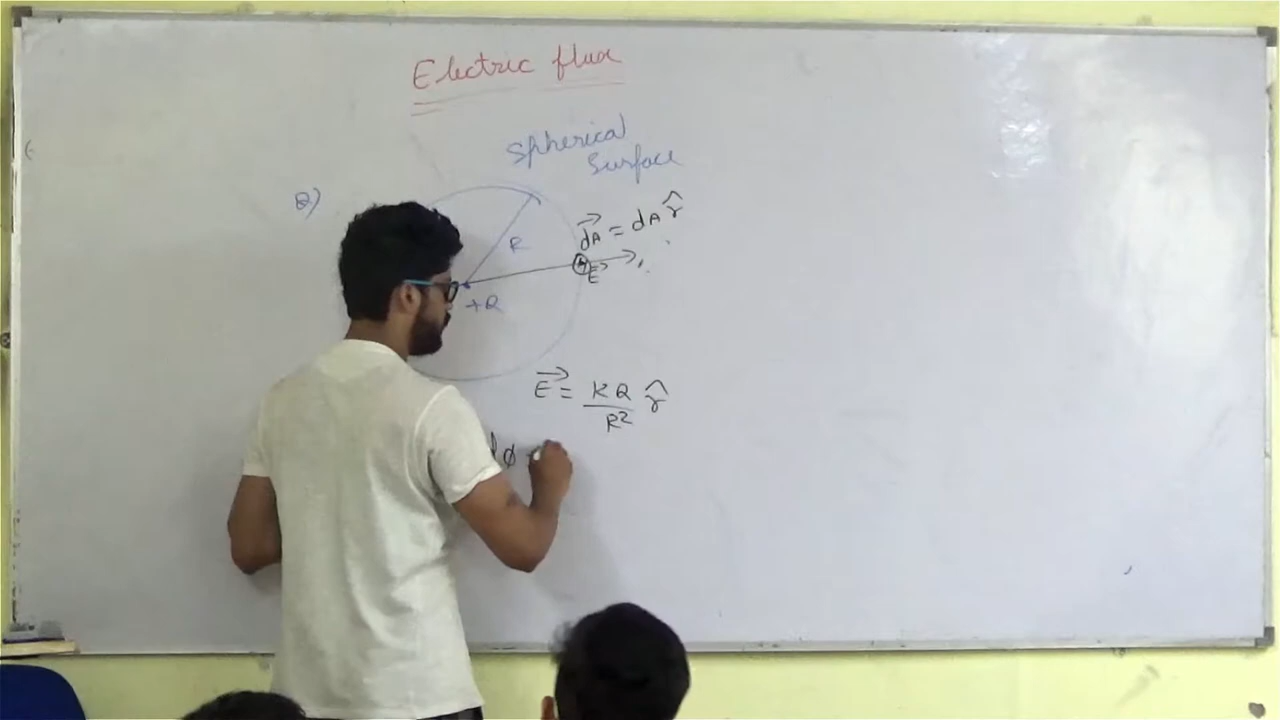 Electric flux
Spherical
Surface
Q)
R
dA⃗ = dA r̂
E⃗
+Q
E⃗ = KQ/R² r̂
dϕ